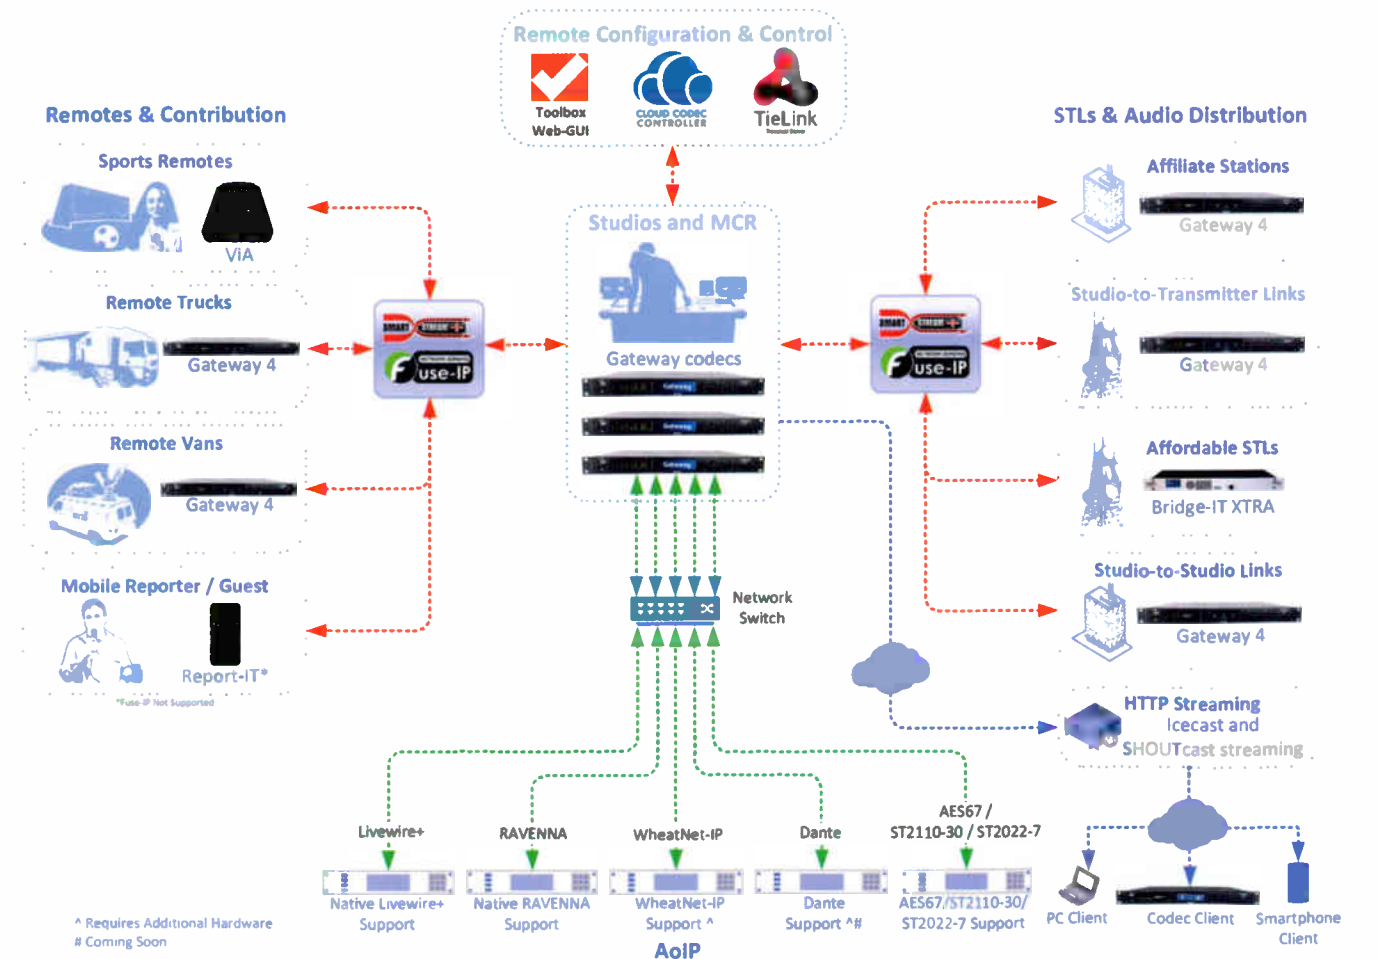 Remote Configuration & Control
Toolbox
Web-GUI
CLOUD CODEC
CONTROLLER
TieLink
Remotes & Contribution
Sports Remotes
ViA
Remote Trucks
Gateway 4
Remote Vans
Gateway 4
Mobile Reporter / Guest
Report-IT*
*Fuse-IP Not Supported
SMART STREAM+
Fuse-IP
Studios and MCR
Gateway codecs
Gateway
Gateway
Gateway
Network
Switch
SMART STREAM+
Fuse-IP
STLs & Audio Distribution
Affiliate Stations
Gateway 4
Studio-to-Transmitter Links
Gateway 4
Affordable STLs
Bridge-IT XTRA
Studio-to-Studio Links
Gateway 4
HTTP Streaming
Icecast and
SHOUTcast streaming
PC Client
Codec Client
Smartphone
Client
Livewire+
RAVENNA
WheatNet-IP
Dante
AES67 /
ST2110-30 / ST2022-7
Native Livewire+
Support
Native RAVENNA
Support
WheatNet-IP
Support ^
Dante
Support ^#
AES67/ST2110-30/
ST2022-7 Support
AoIP
^ Requires Additional Hardware
# Coming Soon